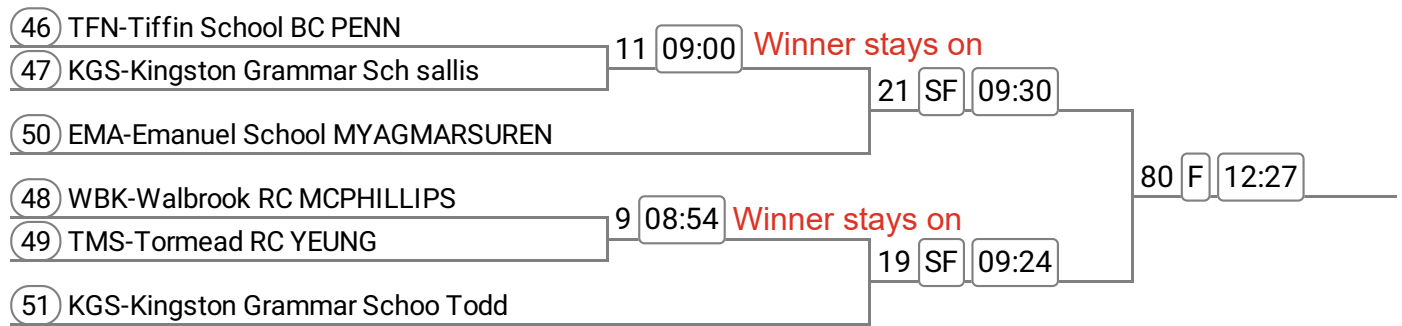 46 TFN-Tiffin School BC PENN
11 09:00 Winner stays on
47 KGS-Kingston Grammar Sch sallis
21 SF 09:30
50 EMA-Emanuel School MYAGMARSUREN
80 F 12:27
48 WBK-Walbrook RC MCPHILLIPS
9 08:54 Winner stays on
49 TMS-Tormead RC YEUNG
19 SF 09:24
51 KGS-Kingston Grammar Schoo Todd